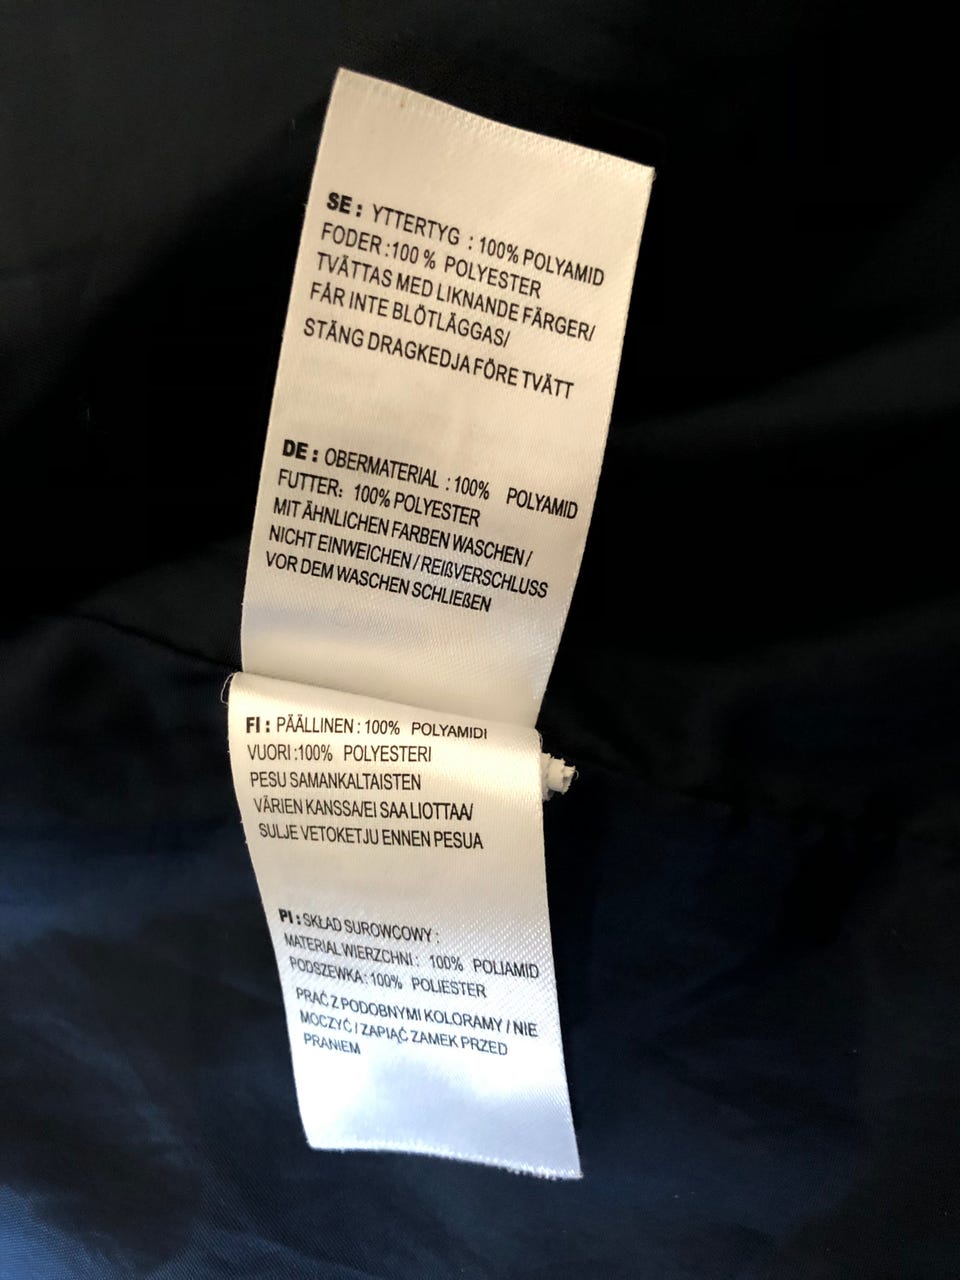 SE : YTTERTYG : 100% POLYAMID
FODER :100 % POLYESTER
TVÄTTAS MED LIKNANDE FÄRGER/
FÅR INTE BLÖTLÄGGAS/
STÄNG DRAGKEDJA FÖRE TVÄTT
DE : OBERMATERIAL : 100% POLYAMID
FUTTER: 100% POLYESTER
MIT ÄHNLICHEN FARBEN WASCHEN /
NICHT EINWEICHEN / REIßVERSCHLUSS
VOR DEM WASCHEN SCHLIEßEN
FI : PÄÄLLINEN : 100% POLYAMIDI
VUORI :100% POLYESTERI
PESU SAMANKALTAISTEN
VÄRIEN KANSSA/EI SAA LIOTTAA/
SULJE VETOKETJU ENNEN PESUA
PI : SKŁAD SUROWCOWY :
MATERIAL WIERZCHNI : 100% POLIAMID
PODSZEWKA: 100% POLIESTER
PRAĆ Z PODOBNYMI KOLORAMY / NIE
MOCZYĆ / ZAPIĄĆ ZAMEK PRZED
PRANIEM